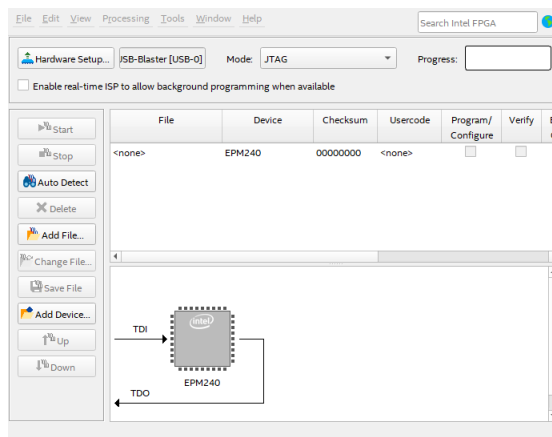 File Edit View Processing Tools Window Help
Search Intel FPGA
Hardware Setup... JSB-Blaster [USB-0] Mode: JTAG Progress:
Enable real-time ISP to allow background programming when available
Start
Stop
Auto Detect
Delete
Add File...
Change File...
Save File
Add Device...
Up
Down
File Device Checksum Usercode Program/ Configure Verify
<none> EPM240 00000000 <none>
TDI
intel
EPM240
TDO